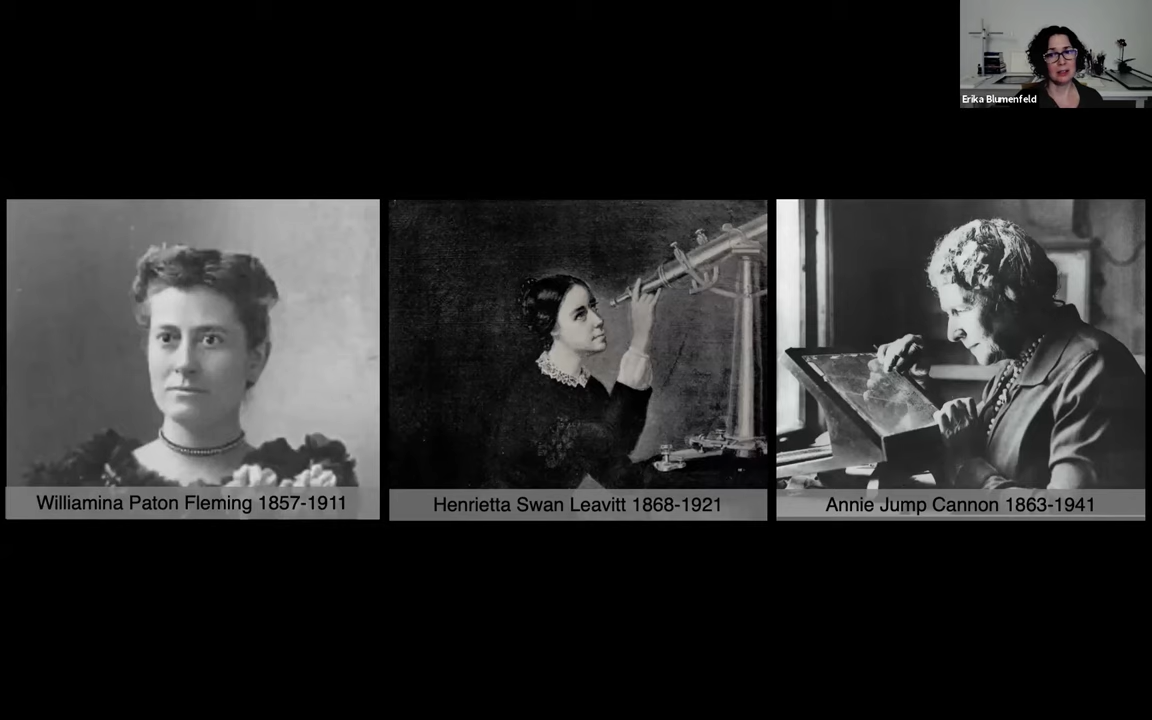 Erika Blumenfeld
Williamina Paton Fleming 1857-1911
Henrietta Swan Leavitt 1868-1921
Annie Jump Cannon 1863-1941